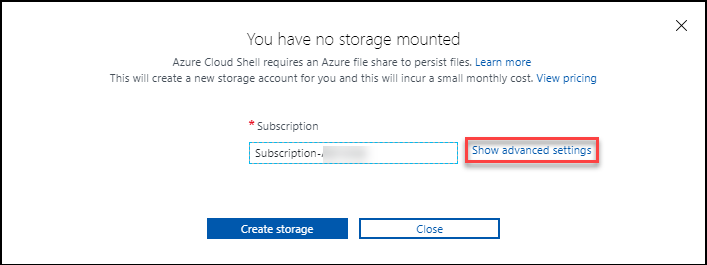 You have no storage mounted
Azure Cloud Shell requires an Azure file share to persist files. Learn more
This will create a new storage account for you and this will incur a small monthly cost. View pricing
* Subscription
Subscription-
Show advanced settings
Create storage
Close